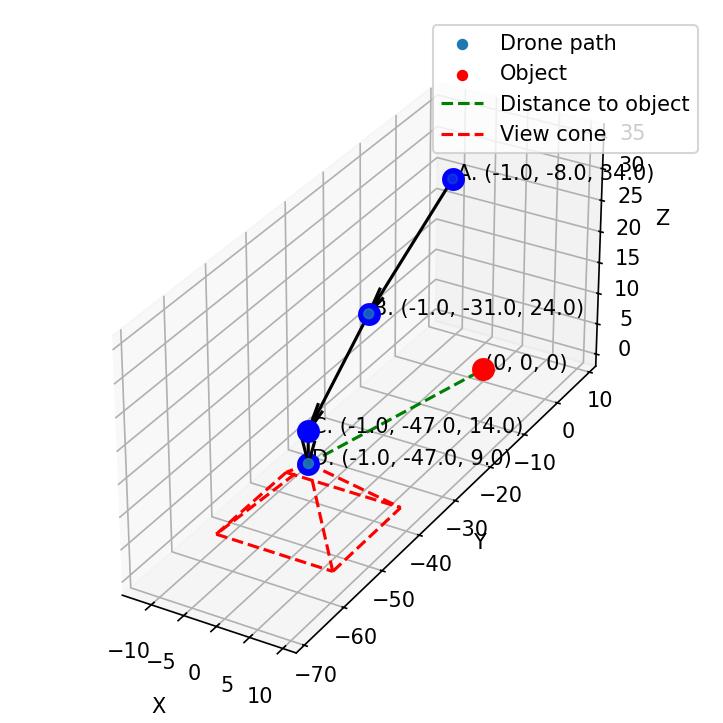 Drone path
Object
Distance to object
View cone
35
30
25
20
15
10
5
0
Z
A. (-1.0, -8.0, 34.0)
B. (-1.0, -31.0, 24.0)
(0, 0, 0)
C. (-1.0, -47.0, 14.0)
D. (-1.0, -47.0, 9.0)
10
0
−10
−20
−30
−40
−50
−60
−70
Y
−10
−5
0
5
10
X